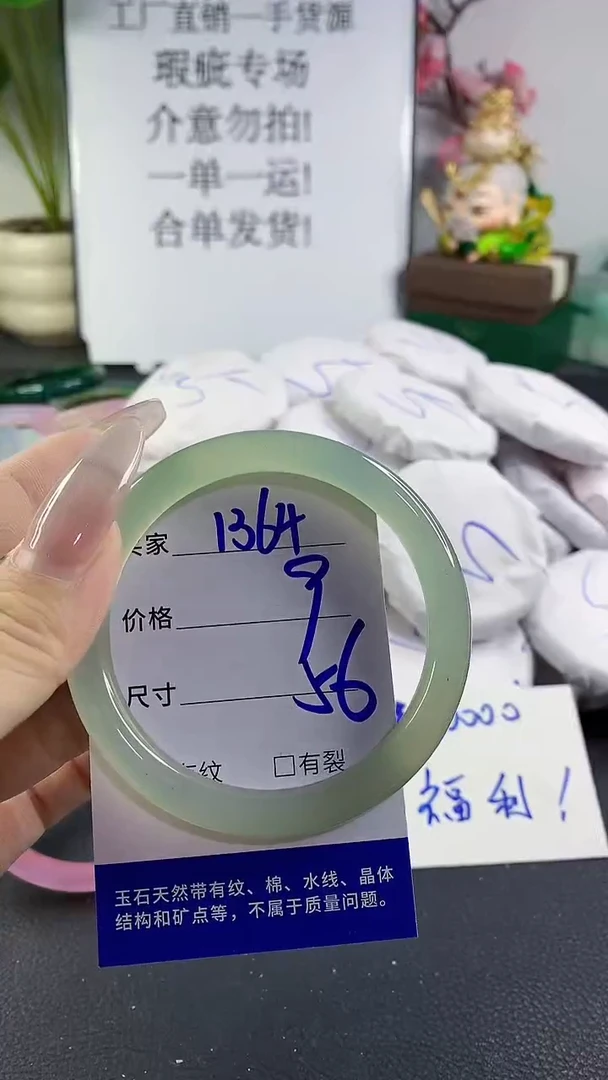 工厂直销一手货源
瑕疵专场
介意勿拍!
一单一运!
合单发货!
家 1364
价格
尺寸 56
有纹 □有裂
玉石天然带有纹、棉、水线、晶体
结构和矿点等，不属于质量问题。
福利!